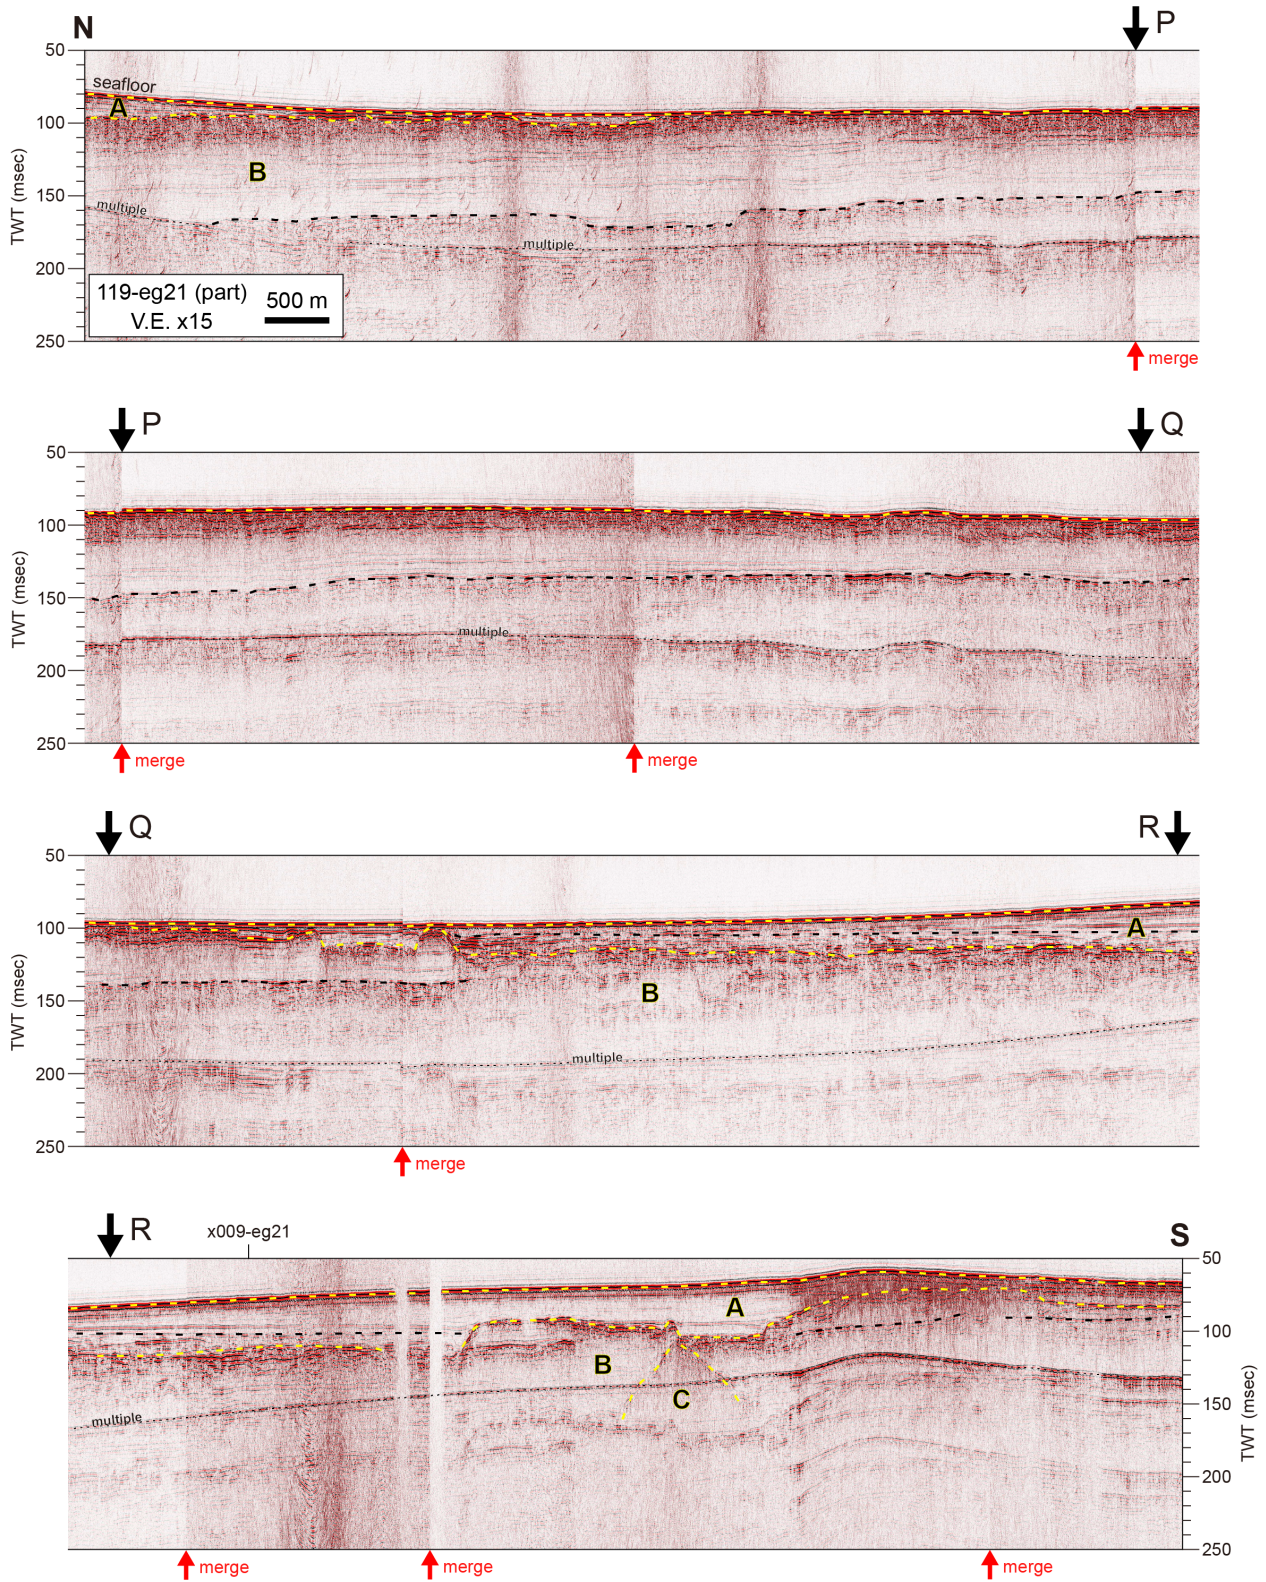 N
P
50
seafloor
A
100
B
150
multiple
multiple
200
119-eg21 (part)
500 m
V.E. x15
250
TWT (msec)
merge
P
Q
50
100
150
multiple
200
250
TWT (msec)
merge
merge
Q
R
50
100
A
B
150
multiple
200
250
TWT (msec)
merge
R
x009-eg21
S
50
A
100
B
C
150
multiple
200
250
TWT (msec)
merge
merge
merge